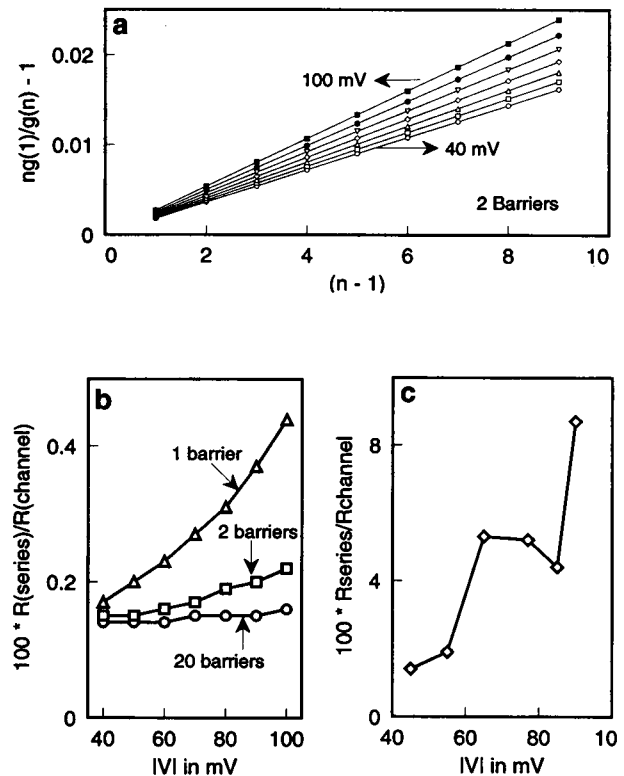 a
ng(1)/g(n) - 1
0.02
0.01
0
100 mV
40 mV
2 Barriers
0 2 4 6 8 10
(n - 1)
b
100 * R(series)/R(channel)
0.4
0.2
0
1 barrier
2 barriers
20 barriers
40 60 80 100
|V| in mV
c
100 * Rseries/Rchannel
8
4
0
40 60 80 100
|V| in mV